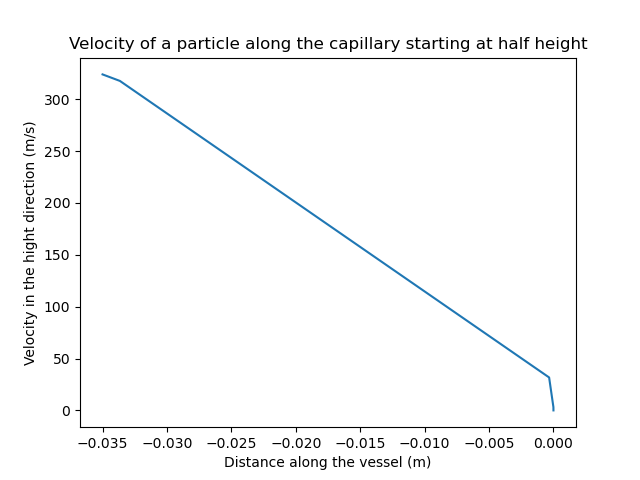 Velocity of a particle along the capillary starting at half height
Velocity in the hight direction (m/s)
300
250
200
150
100
50
0
−0.035 −0.030 −0.025 −0.020 −0.015 −0.010 −0.005 0.000
Distance along the vessel (m)